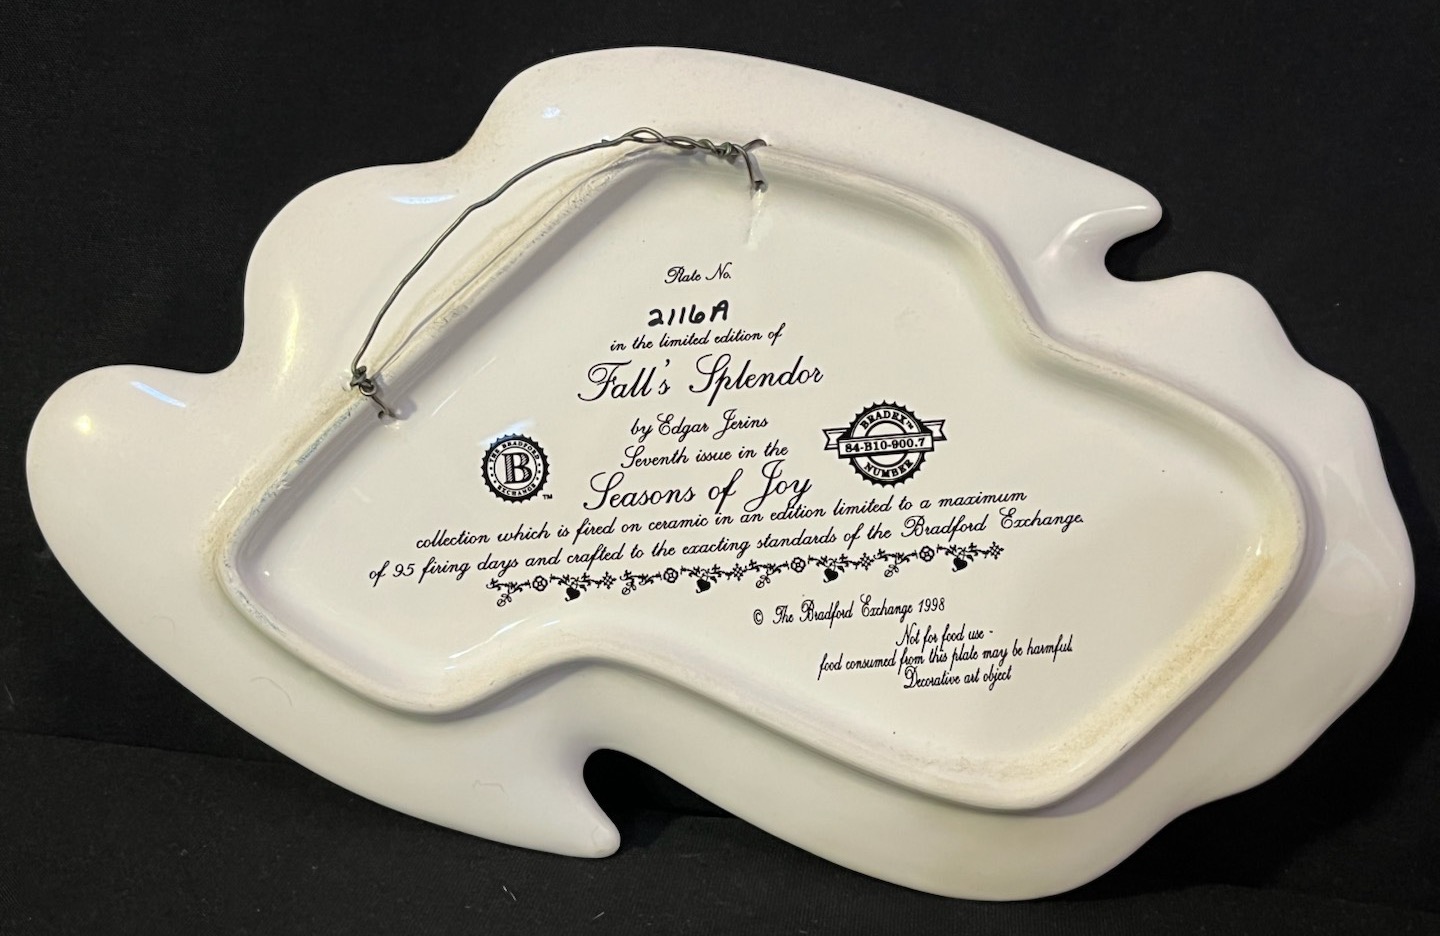 Plate No.
2116A
in the limited edition of
Fall's Splendor
by Edgar Jerins
Seventh issue in the
Seasons of Joy
collection which is fired on ceramic in an edition limited to a maximum
of 95 firing days and crafted to the exacting standards of the Bradford Exchange.
THE BRADFORD
B
EXCHANGE
TM
BRADEX™
84-B10-900.7
NUMBER
© The Bradford Exchange 1998
Not for food use -
food consumed from this plate may be harmful.
Decorative art object